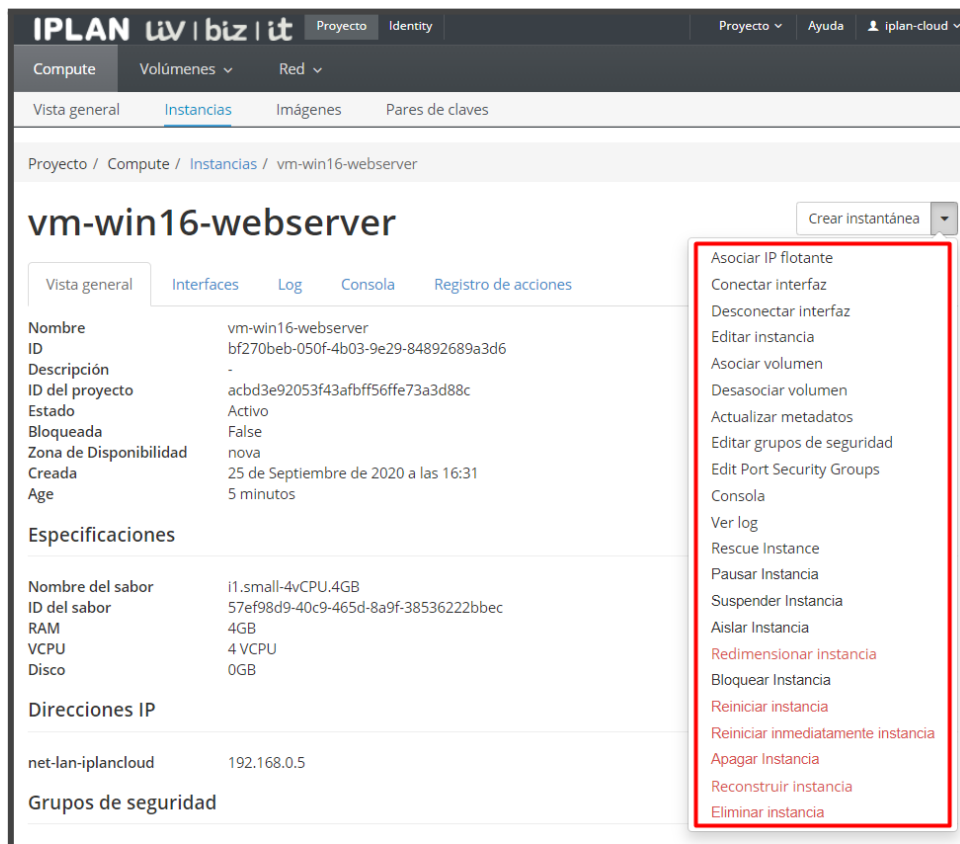 IPLAN liv | biz | it Proyecto Identity Proyecto Ayuda iplan-cloud
Compute Volúmenes Red
Vista general Instancias Imágenes Pares de claves
Proyecto / Compute / Instancias / vm-win16-webserver
vm-win16-webserver
Crear instantánea
Vista general Interfaces Log Consola Registro de acciones
Nombre vm-win16-webserver
ID bf270beb-050f-4b03-9e29-84892689a3d6
Descripción -
ID del proyecto acbd3e92053f43afbff56ffe73a3d88c
Estado Activo
Bloqueada False
Zona de Disponibilidad nova
Creada 25 de Septiembre de 2020 a las 16:31
Age 5 minutos
Especificaciones
Nombre del sabor i1.small-4vCPU.4GB
ID del sabor 57ef98d9-40c9-465d-8a9f-38536222bbec
RAM 4GB
VCPU 4 VCPU
Disco 0GB
Direcciones IP
net-lan-iplancloud 192.168.0.5
Grupos de seguridad
Asociar IP flotante
Conectar interfaz
Desconectar interfaz
Editar instancia
Asociar volumen
Desasociar volumen
Actualizar metadatos
Editar grupos de seguridad
Edit Port Security Groups
Consola
Ver log
Rescue Instance
Pausar Instancia
Suspender Instancia
Aislar Instancia
Redimensionar instancia
Bloquear Instancia
Reiniciar instancia
Reiniciar inmediatamente instancia
Apagar Instancia
Reconstruir instancia
Eliminar instancia